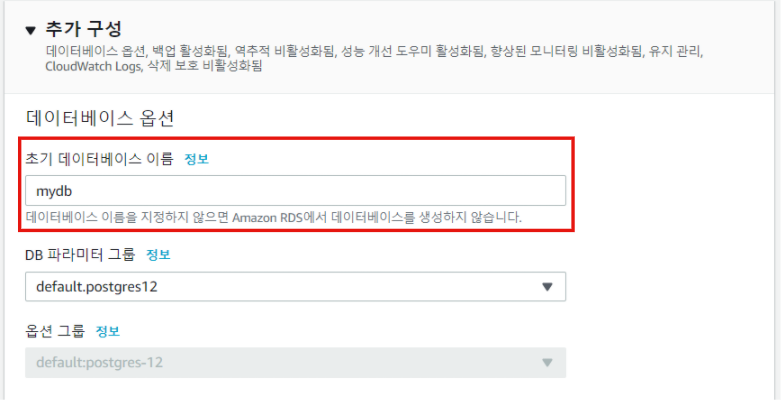 추가 구성
데이터베이스 옵션, 백업 활성화됨, 역추적 비활성화됨, 성능 개선 도우미 활성화됨, 향상된 모니터링 비활성화됨, 유지 관리,
CloudWatch Logs, 삭제 보호 비활성화됨
데이터베이스 옵션
초기 데이터베이스 이름 정보
mydb
데이터베이스 이름을 지정하지 않으면 Amazon RDS에서 데이터베이스를 생성하지 않습니다.
DB 파라미터 그룹 정보
default.postgres12
옵션 그룹 정보
default:postgres-12